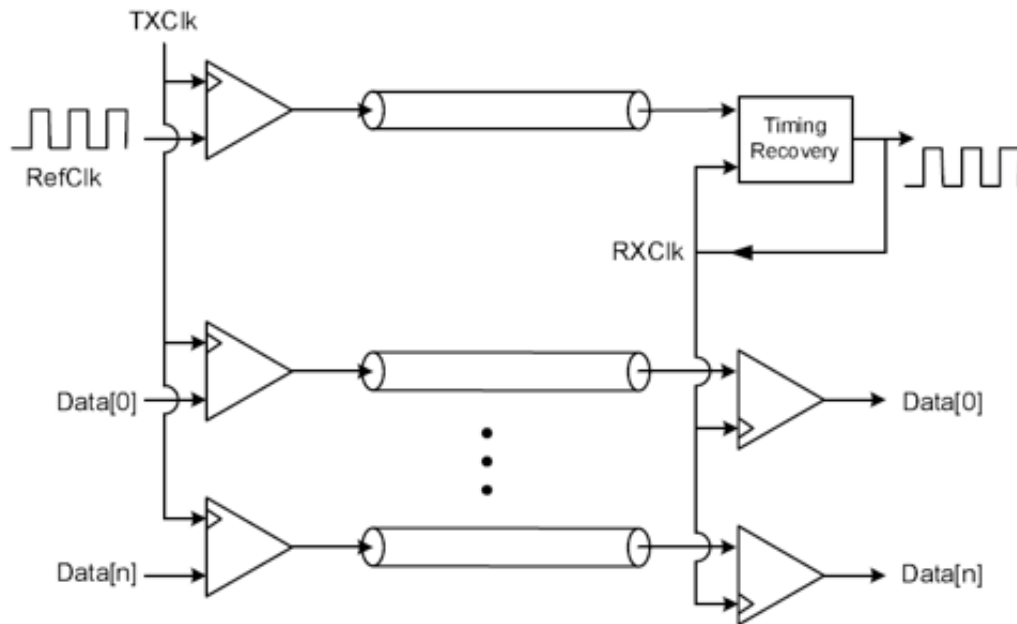 TXClk
RefClk
Timing
Recovery
RXClk
Data[0]
Data[0]
Data[n]
Data[n]